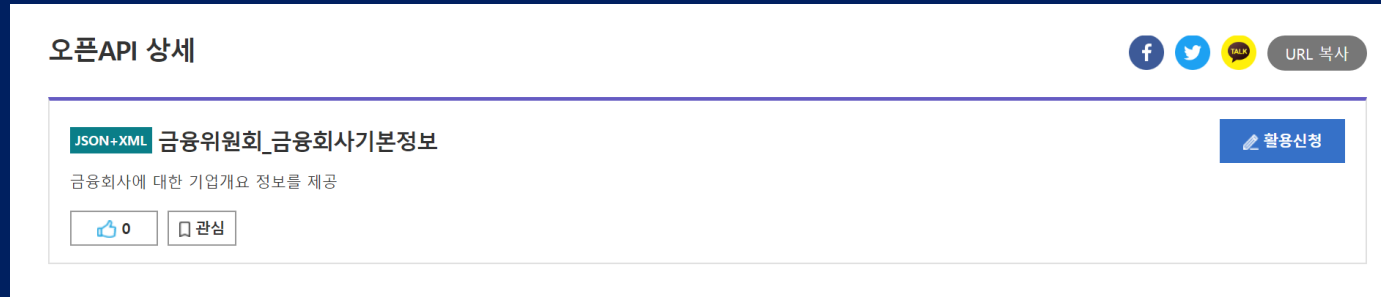 오픈API 상세
f
TALK
URL 복사
JSON+XML 금융위원회_금융회사기본정보
활용신청
금융회사에 대한 기업개요 정보를 제공
0
관심